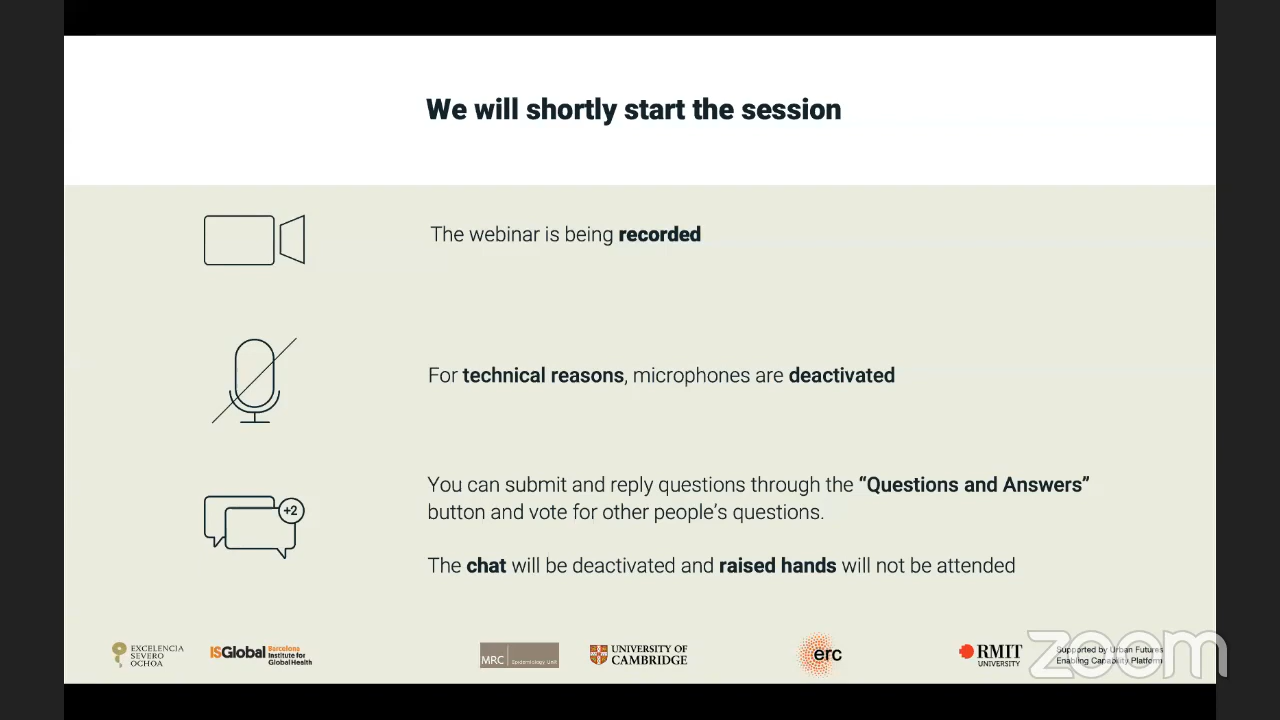 We will shortly start the session
The webinar is being recorded
For technical reasons, microphones are deactivated
You can submit and reply questions through the “Questions and Answers”
button and vote for other people’s questions.
+2
The chat will be deactivated and raised hands will not be attended
EXCELENCIA
SEVERO
OCHOA
ISGlobal Barcelona
Institute for
Global Health
MRC Epidemiology Unit
UNIVERSITY OF
CAMBRIDGE
erc
RMIT
UNIVERSITY
Supported by Urban Futures
Enabling Capability Platform
zoom